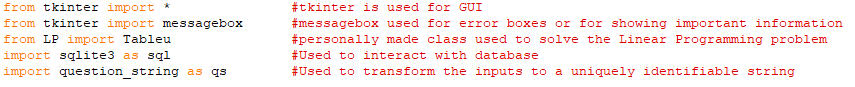 from tkinter import * #tkinter is used for GUI
from tkinter import messagebox #messagebox used for error boxes or for showing important information
from LP import Tableu #personally made class used to solve the Linear Programming problem
import sqlite3 as sql #Used to interact with database
import question_string as qs #Used to transform the inputs to a uniquely identifiable string